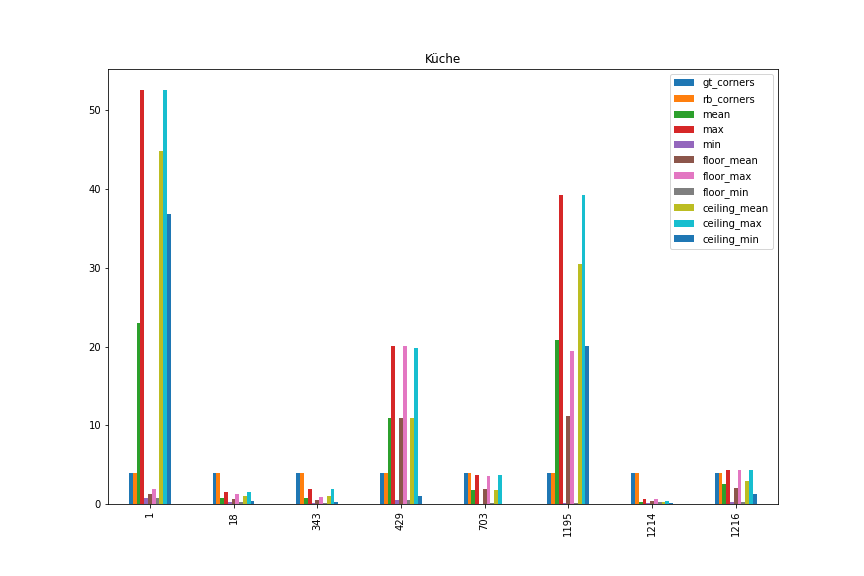 Küche
gt_corners
rb_corners
mean
max
min
floor_mean
floor_max
floor_min
ceiling_mean
ceiling_max
ceiling_min
50
40
30
20
10
0
1
18
343
429
703
1195
1214
1216